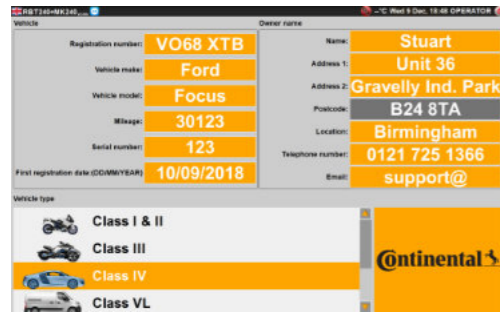 RBT240+MK240
-°C Wed 9 Dec, 18:48 OPERATOR
Vehicle
Registration number: VO68 XTB
Vehicle make: Ford
Vehicle model: Focus
Mileage: 30123
Serial number: 123
First registration date (DD/MM/YEAR) 10/09/2018
Owner name
Name: Stuart
Address 1: Unit 36
Address 2: Gravelly Ind. Park
Postcode: B24 8TA
Location: Birmingham
Telephone number: 0121 725 1366
Email: support@
Vehicle type
Class I & II
Class III
Class IV
Class VL
Continental